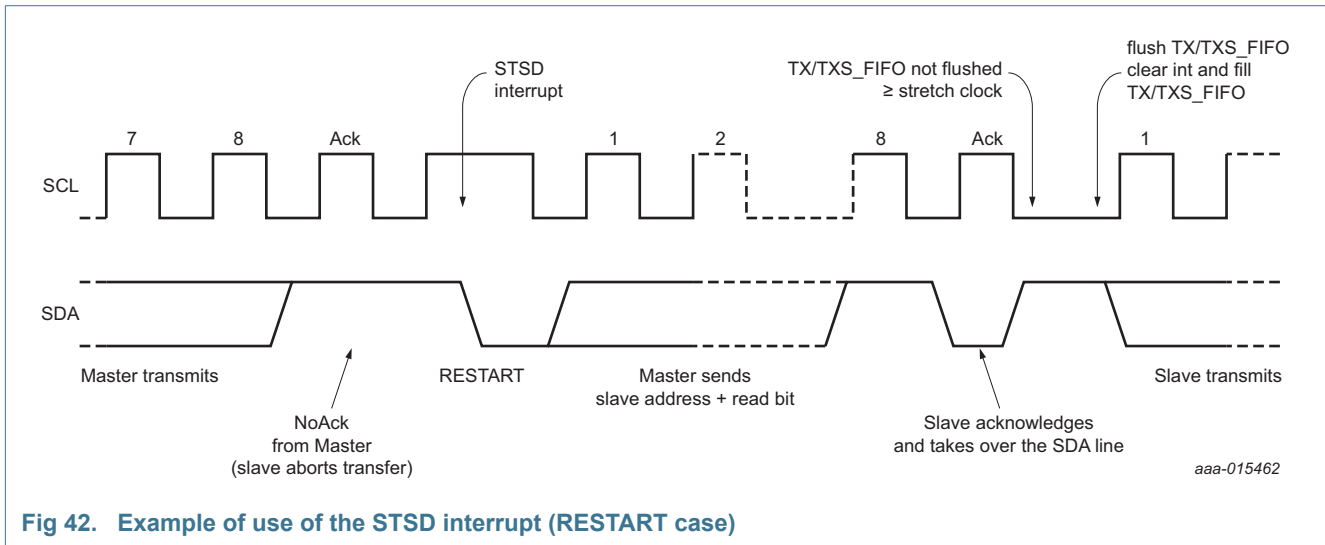 STSD
interrupt
TX/TXS_FIFO not flushed
≥ stretch clock
flush TX/TXS_FIFO
clear int and fill
TX/TXS_FIFO
7 8 Ack 1 2 8 Ack 1
SCL
SDA
Master transmits
RESTART
Master sends
slave address + read bit
Slave transmits
NoAck
from Master
(slave aborts transfer)
Slave acknowledges
and takes over the SDA line
aaa-015462
Fig 42. Example of use of the STSD interrupt (RESTART case)